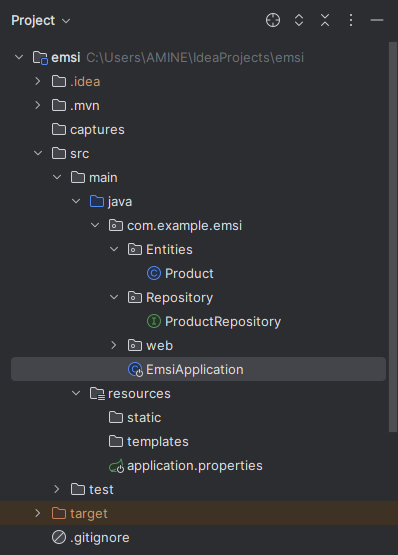 Project
emsi C:\Users\AMINE\IdeaProjects\emsi
.idea
.mvn
captures
src
main
java
com.example.emsi
Entities
Product
Repository
ProductRepository
web
EmsiApplication
resources
static
templates
application.properties
test
target
.gitignore